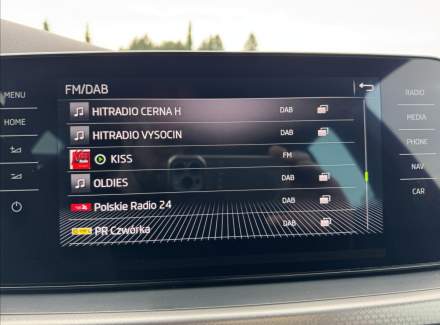 FM/DAB
MENU
HOME
RADIO
MEDIA
PHONE
NAV
CAR
HITRADIO CERNA H DAB
HITRADIO VYSOCIN DAB
KISS FM
OLDIES DAB
Polskie Radio 24 DAB
PR Czwórka DAB